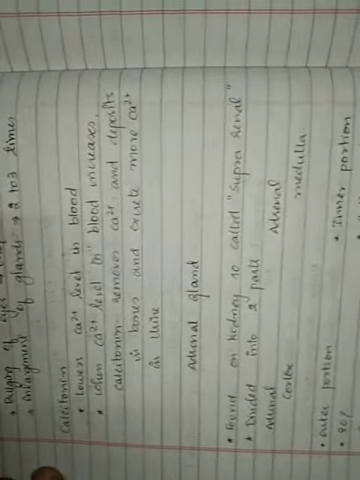 • Bulging of eyes
• Enlargement of glands → 2 to 3 times
Calcitonin
• Lowers Ca²⁺ level in blood
• When Ca²⁺ level in blood increases,
calcitonin removes Ca²⁺ and deposits
in bones and excrete more Ca²⁺
in Urine
Adrenal gland
• Found on kidney so called "Supra renal"
• Divided into 2 parts
Adrenal Cortex
Adrenal medulla.
• outer portion
• Inner portion
• 80%